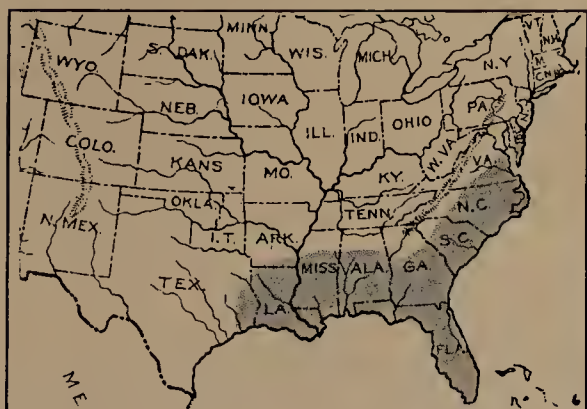 MINN.
VT.
N.H.
WYO.
S. DAK.
WIS.
MICH.
N.Y
M
CN
NEB.
IOWA
PA.
COLO.
ILL.
IND.
OHIO
W. VA.
VA.
KANS
MO.
KY.
N. MEX.
OKLA.
TENN.
N.C.
I.T.
ARK.
S.C.
TEX.
MISS.
ALA.
GA.
LA.
FLA.
ME